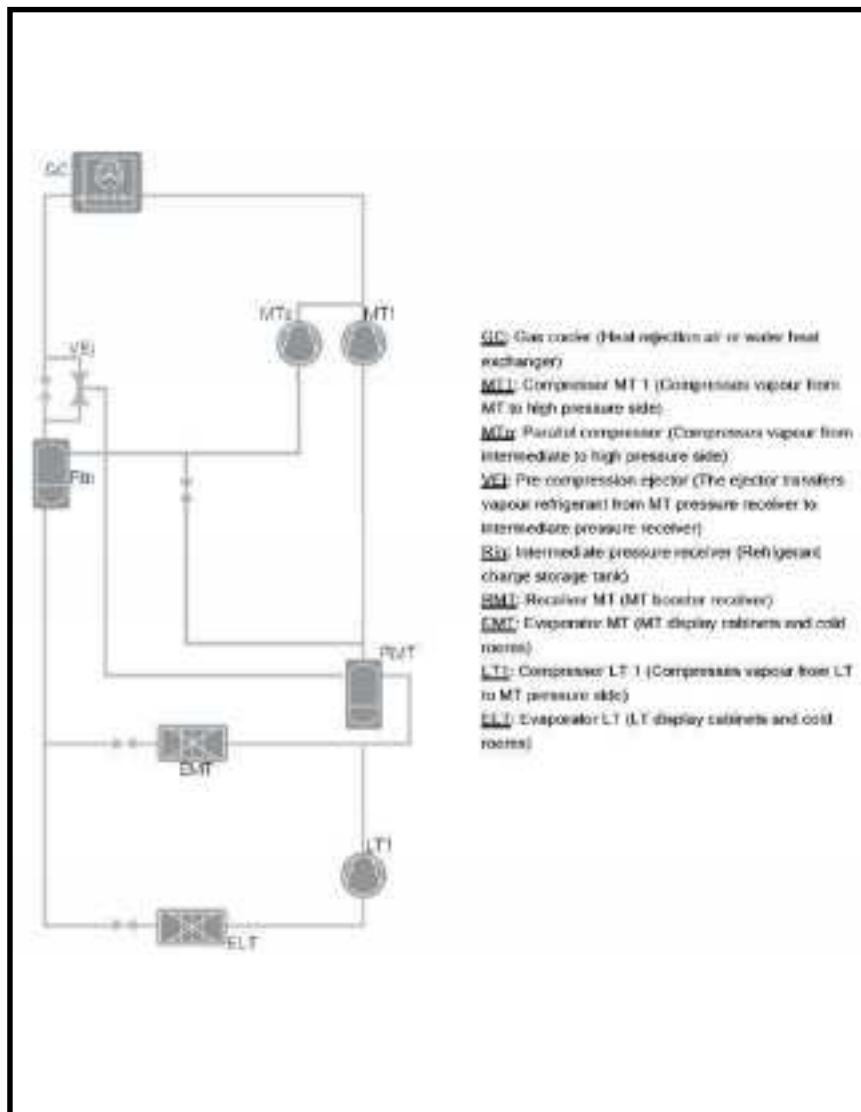 GC
MTp
MT1
VEj
Rin
RMT
EMT
LT1
ELT
GC: Gas cooler (Heat rejection air or water heat
exchanger)
MT1: Compressor MT 1 (Compresses vapour from
MT to high pressure side)
MTp: Parallel compressor (Compresses vapour from
intermediate to high pressure side)
VEj: Pre compression ejector (The ejector transfers
vapour refrigerant from MT pressure receiver to
intermediate pressure receiver)
Rin: Intermediate pressure receiver (Refrigerant
charge storage tank)
RMT: Receiver MT (MT booster receiver)
EMT: Evaporator MT (MT display cabinets and cold
rooms)
LT1: Compressor LT 1 (Compresses vapour from LT
to MT pressure side)
ELT: Evaporator LT (LT display cabinets and cold
rooms)